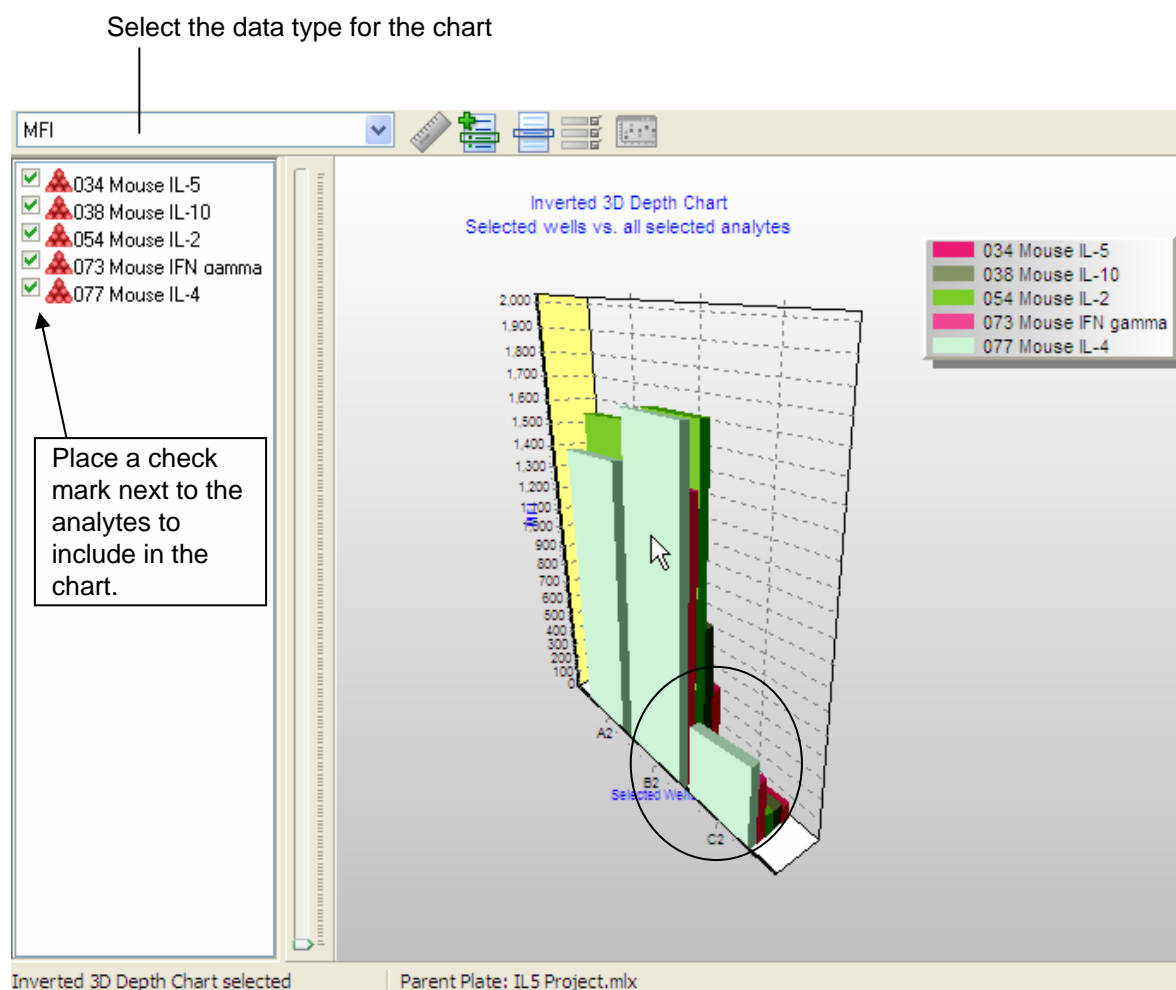 Select the data type for the chart
MFI
034 Mouse IL-5
038 Mouse IL-10
054 Mouse IL-2
073 Mouse IFN gamma
077 Mouse IL-4
Place a check
mark next to the
analytes to
include in the
chart.
Inverted 3D Depth Chart
Selected wells vs. all selected analytes
034 Mouse IL-5
038 Mouse IL-10
054 Mouse IL-2
073 Mouse IFN gamma
077 Mouse IL-4
2,000
1,900
1,800
1,700
1,600
1,500
1,400
1,300
1,200
1,100
1,000
900
800
700
600
500
400
300
200
100
0
MFI
A2
B2
C2
Selected Wells
Inverted 3D Depth Chart selected
Parent Plate: IL5 Project.mlx